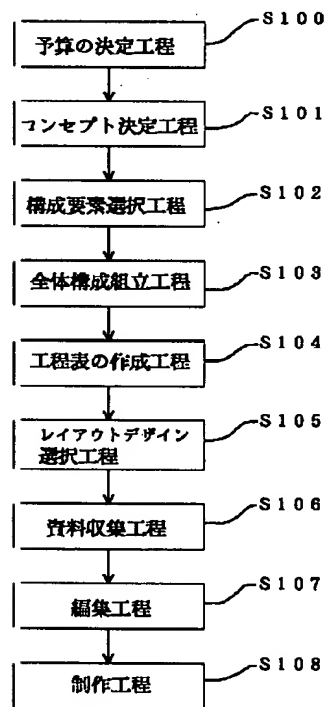 S100
予算の決定工程
S101
コンセプト決定工程
S102
構成要素選択工程
S103
全体構成組立工程
S104
工程表の作成工程
S105
レイアウトデザイン
選択工程
S106
資料収集工程
S107
編集工程
S108
制作工程